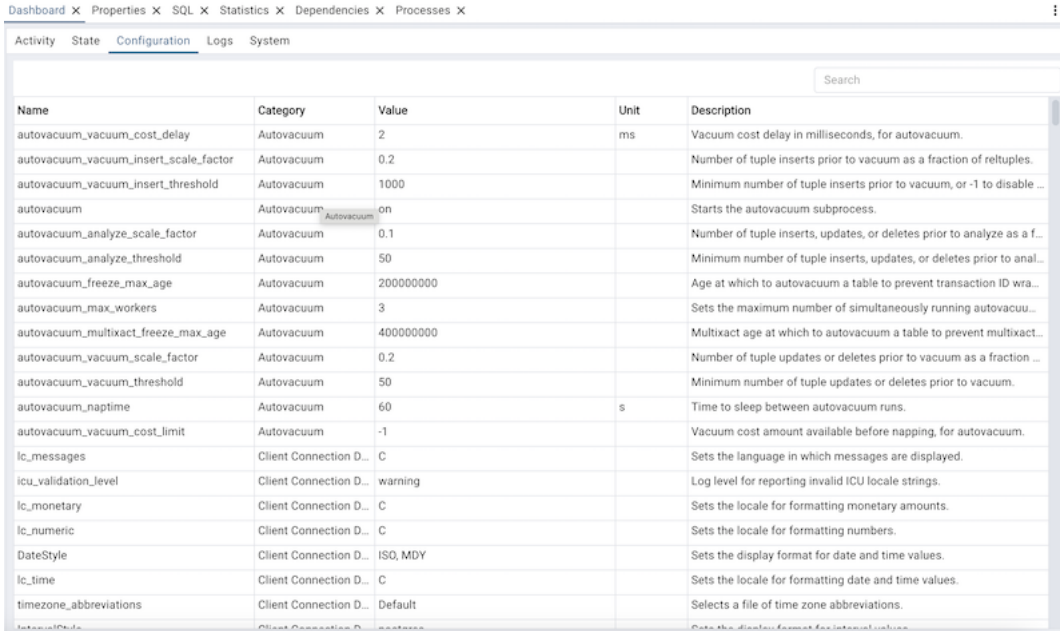 Dashboard X Properties X SQL X Statistics X Dependencies X Processes X
Activity State Configuration Logs System
Search
Name Category Value Unit Description
autovacuum_vacuum_cost_delay Autovacuum 2 ms Vacuum cost delay in milliseconds, for autovacuum.
autovacuum_vacuum_insert_scale_factor Autovacuum 0.2 Number of tuple inserts prior to vacuum as a fraction of reltuples.
autovacuum_vacuum_insert_threshold Autovacuum 1000 Minimum number of tuple inserts prior to vacuum, or -1 to disable ...
autovacuum Autovacuum on Starts the autovacuum subprocess.
Autovacuum
autovacuum_analyze_scale_factor Autovacuum 0.1 Number of tuple inserts, updates, or deletes prior to analyze as a f...
autovacuum_analyze_threshold Autovacuum 50 Minimum number of tuple inserts, updates, or deletes prior to anal...
autovacuum_freeze_max_age Autovacuum 200000000 Age at which to autovacuum a table to prevent transaction ID wra...
autovacuum_max_workers Autovacuum 3 Sets the maximum number of simultaneously running autovacuu...
autovacuum_multixact_freeze_max_age Autovacuum 400000000 Multixact age at which to autovacuum a table to prevent multixact...
autovacuum_vacuum_scale_factor Autovacuum 0.2 Number of tuple updates or deletes prior to vacuum as a fraction ...
autovacuum_vacuum_threshold Autovacuum 50 Minimum number of tuple updates or deletes prior to vacuum.
autovacuum_naptime Autovacuum 60 s Time to sleep between autovacuum runs.
autovacuum_vacuum_cost_limit Autovacuum -1 Vacuum cost amount available before napping, for autovacuum.
lc_messages Client Connection D... C Sets the language in which messages are displayed.
icu_validation_level Client Connection D... warning Log level for reporting invalid ICU locale strings.
lc_monetary Client Connection D... C Sets the locale for formatting monetary amounts.
lc_numeric Client Connection D... C Sets the locale for formatting numbers.
DateStyle Client Connection D... ISO, MDY Sets the display format for date and time values.
lc_time Client Connection D... C Sets the locale for formatting date and time values.
timezone_abbreviations Client Connection D... Default Selects a file of time zone abbreviations.